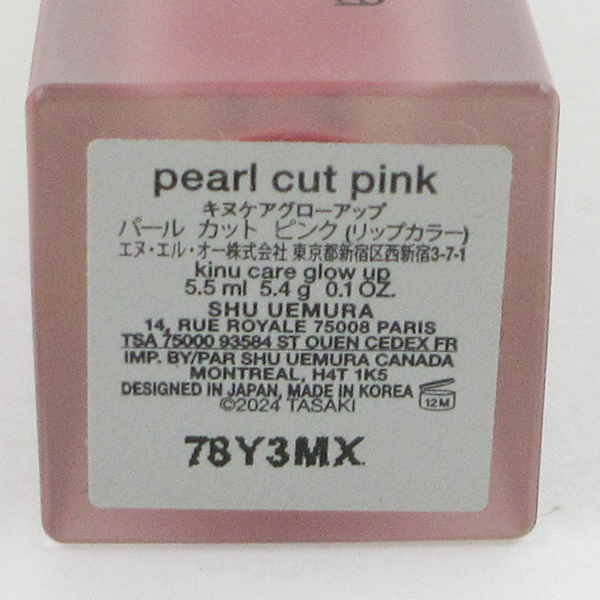 pearl cut pink
キヌケアグローアップ
パール カット ピンク (リップカラー)
エヌ・エル・オー株式会社 東京都新宿区西新宿3-7-1
kinu care glow up
5.5 ml 5.4 g 0.1 OZ.
SHU UEMURA
14, RUE ROYALE 75008 PARIS
TSA 75000 93584 ST OUEN CEDEX FR
IMP. BY/PAR SHU UEMURA CANADA
MONTREAL, H4T 1K5
DESIGNED IN JAPAN, MADE IN KOREA
12M
©2024 TASAKI
78Y3MX